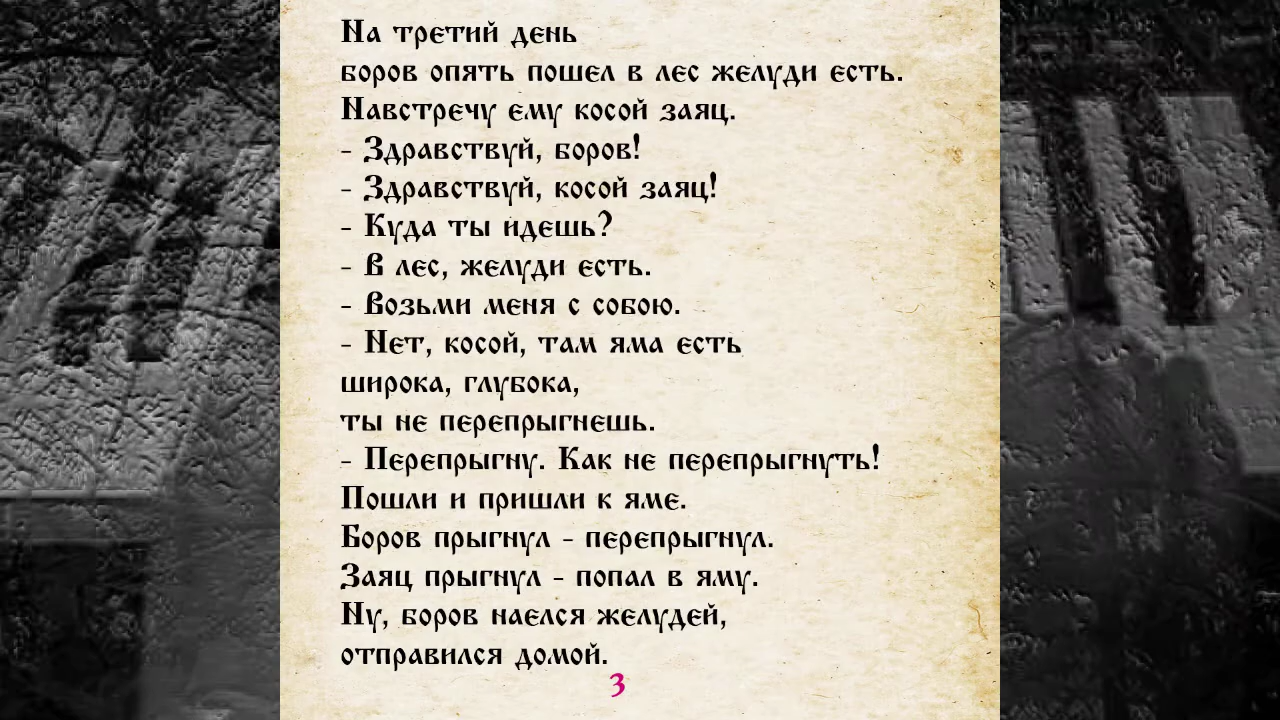 На третий день
боров опять пошел в лес желуди есть.
Навстречу ему косой заяц.
- Здравствуй, боров!
- Здравствуй, косой заяц!
- Куда ты идешь?
- В лес, желуди есть.
- Возьми меня с собою.
- Нет, косой, там яма есть
широка, глубока,
ты не перепрыгнешь.
- Перепрыгну. Как не перепрыгнуть!
Пошли и пришли к яме.
Боров прыгнул - перепрыгнул.
Заяц прыгнул - попал в яму.
Ну, боров наелся желудей,
отправился домой.
3